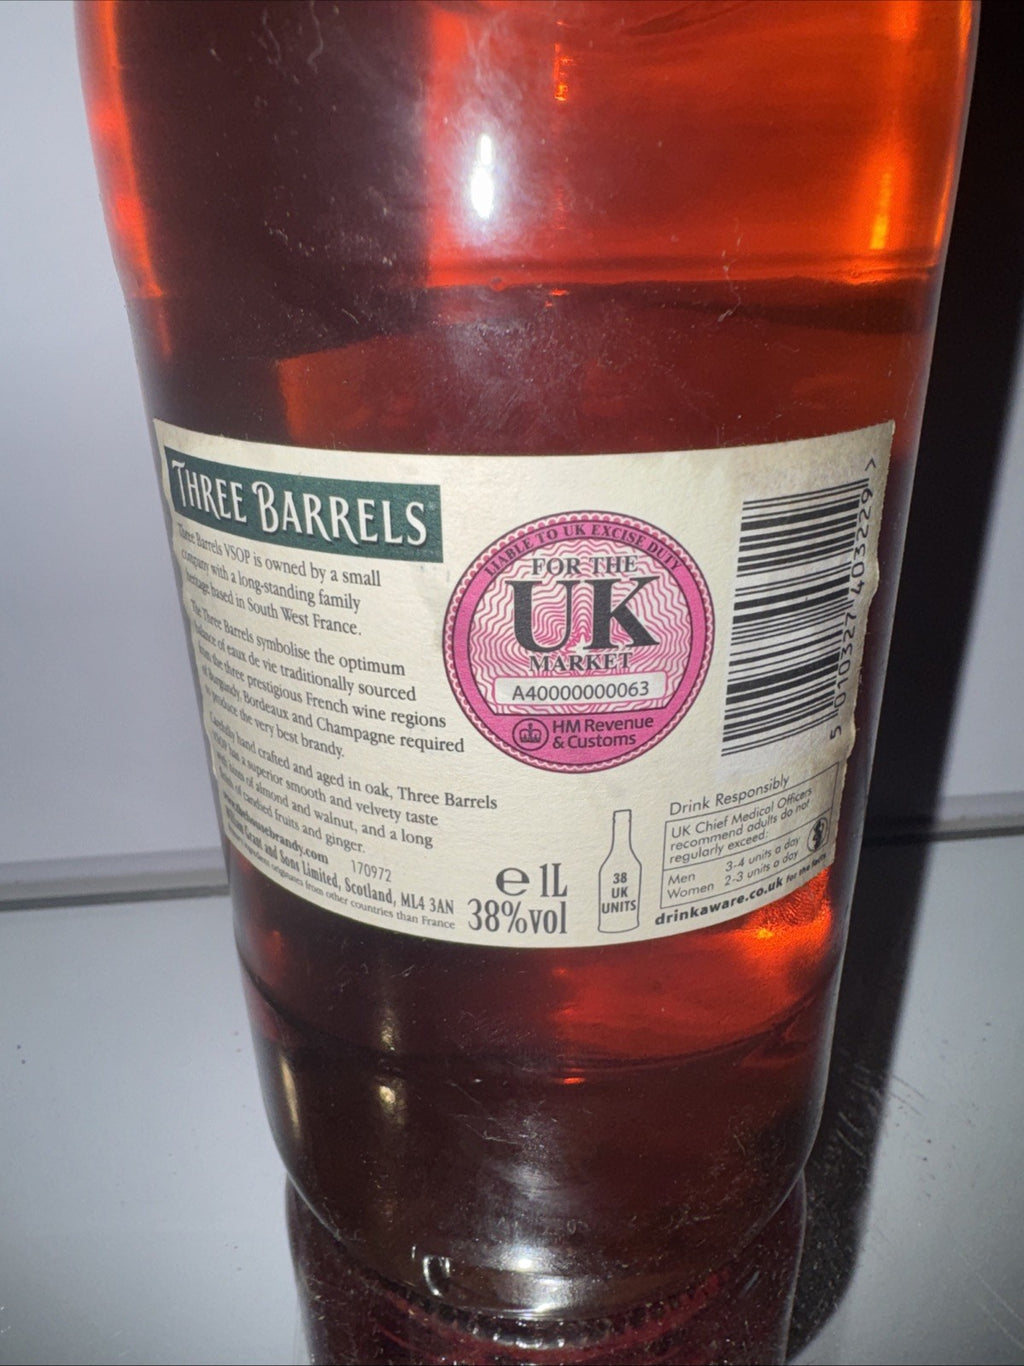 THREE BARRELS
Three Barrels VSOP is owned by a small
company with a long-standing family
heritage based in South West France.
The Three Barrels symbolise the optimum
balance of eaux de vie traditionally sourced
from the three prestigious French wine regions
of Burgundy, Bordeaux and Champagne required
to produce the very best brandy.
Carefully hand crafted and aged in oak, Three Barrels
VSOP has a superior smooth and velvety taste
with hints of almond and walnut, and a long
finish of candied fruits and ginger.
170972
William Grant and Sons Limited, Scotland, ML4 3AN
originates from other countries than France
LIABLE TO UK EXCISE DUTY
FOR THE
UK
MARKET
A40000000063
HM Revenue
& Customs
e 1L
38%vol
38
UK
UNITS
5 010327 403229 >
Drink Responsibly
UK Chief Medical Officers
recommend adults do not
regularly exceed:
Men 3-4 units a day
Women 2-3 units a day
drinkaware.co.uk for the facts